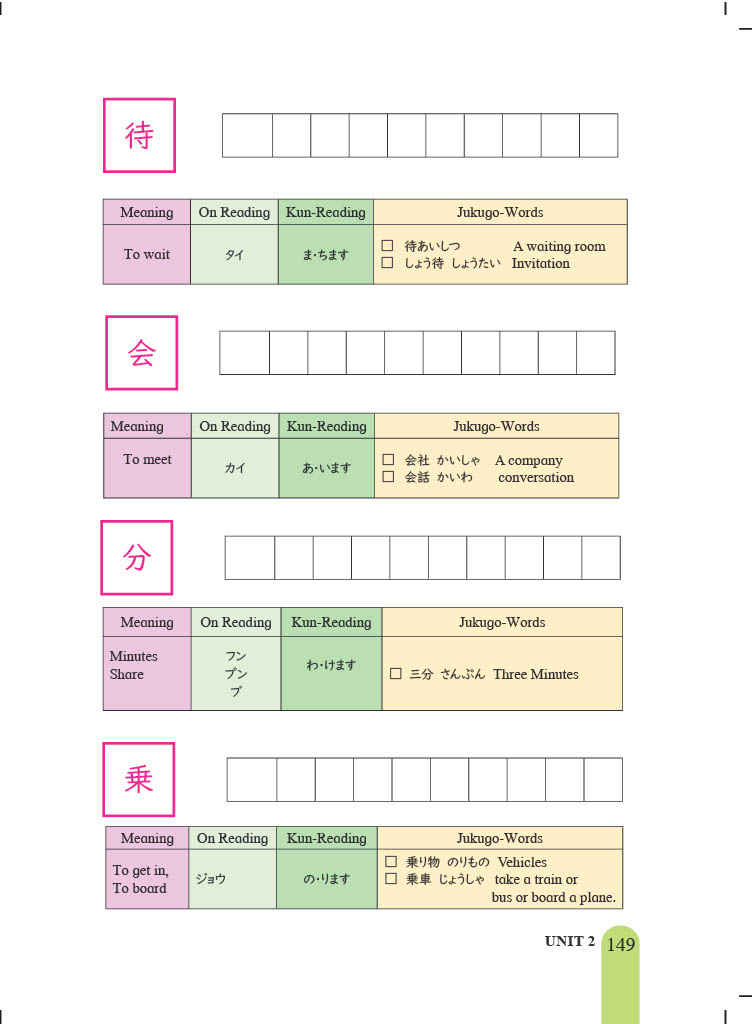 待
Meaning On Reading Kun-Reading Jukugo-Words
To wait タイ ま・ちます
□ 待あいしつ A waiting room
□ しょう待 しょうたい Invitation
会
Meaning On Reading Kun-Reading Jukugo-Words
To meet カイ あ・います
□ 会社 かいしゃ A company
□ 会話 かいわ conversation
分
Meaning On Reading Kun-Reading Jukugo-Words
Minutes
Share
フン
プン
ブ
わ・けます
□ 三分 さんぷん Three Minutes
乗
Meaning On Reading Kun-Reading Jukugo-Words
To get in,
To board
ジョウ
の・ります
□ 乗り物 のりもの Vehicles
□ 乗車 じょうしゃ take a train or
bus or board a plane.
UNIT 2 149